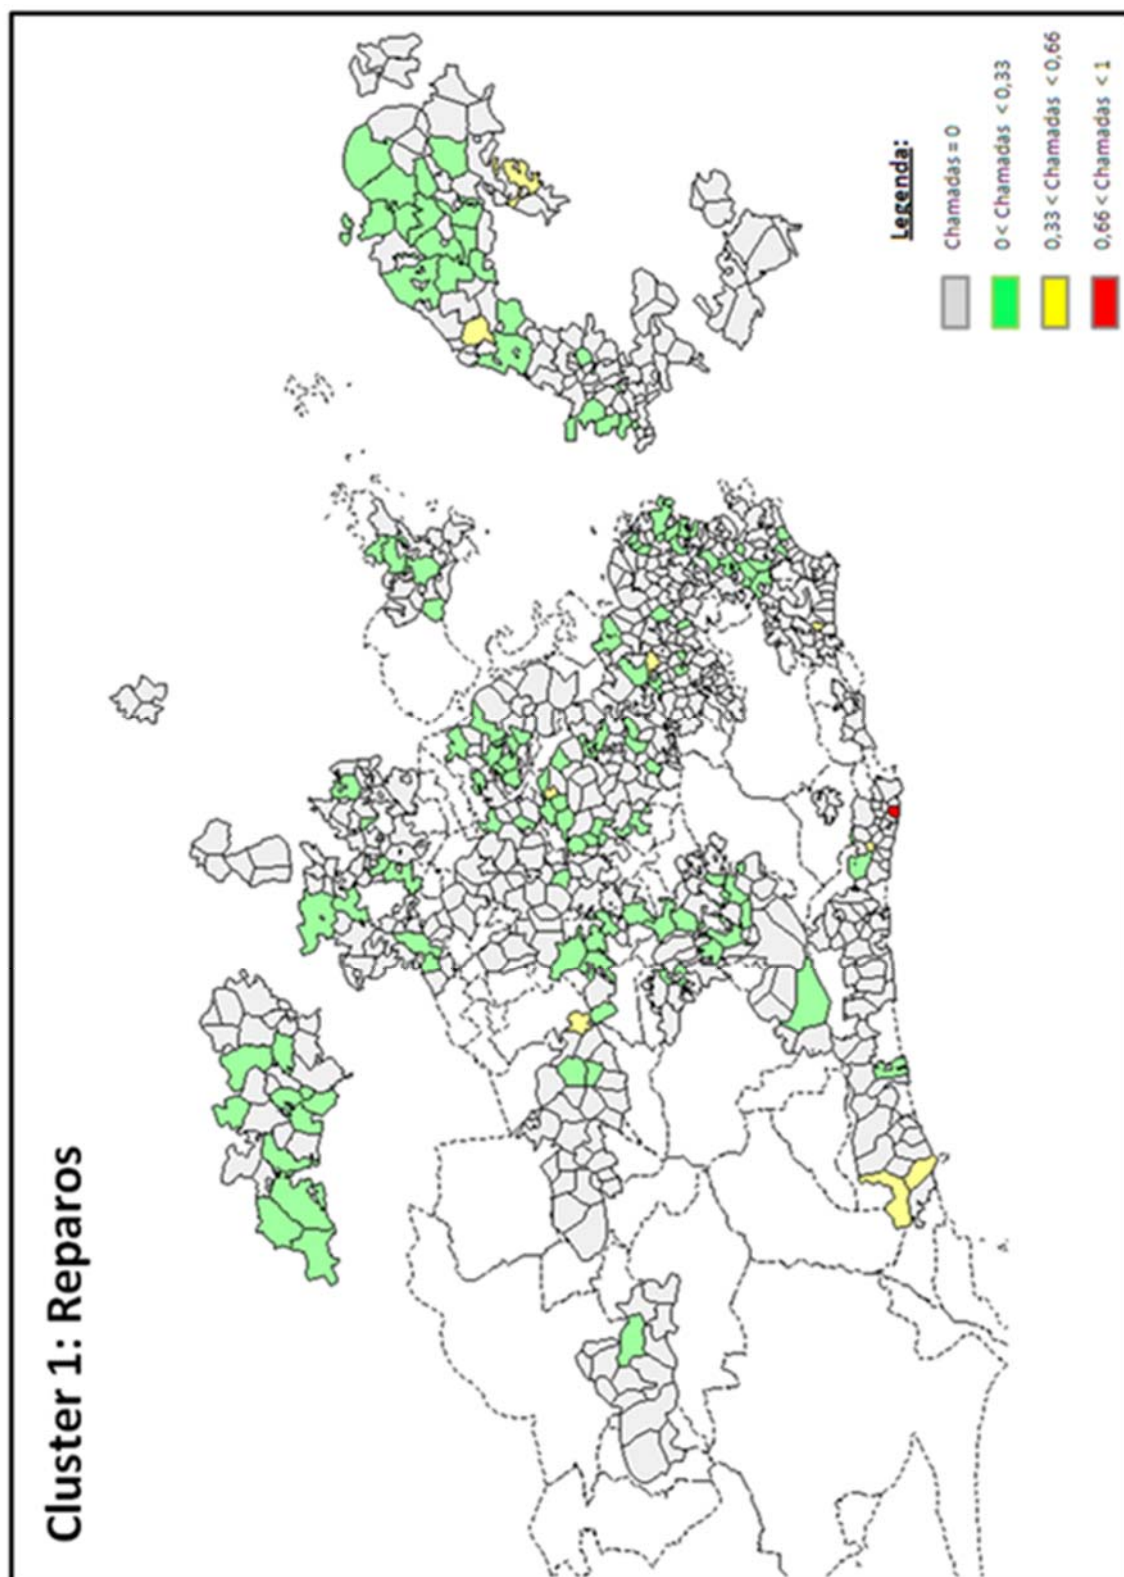 Cluster 1: Reparos
Legenda:
Chamadas = 0
0 < Chamadas < 0,33
0,33 < Chamadas < 0,66
0,66 < Chamadas < 1